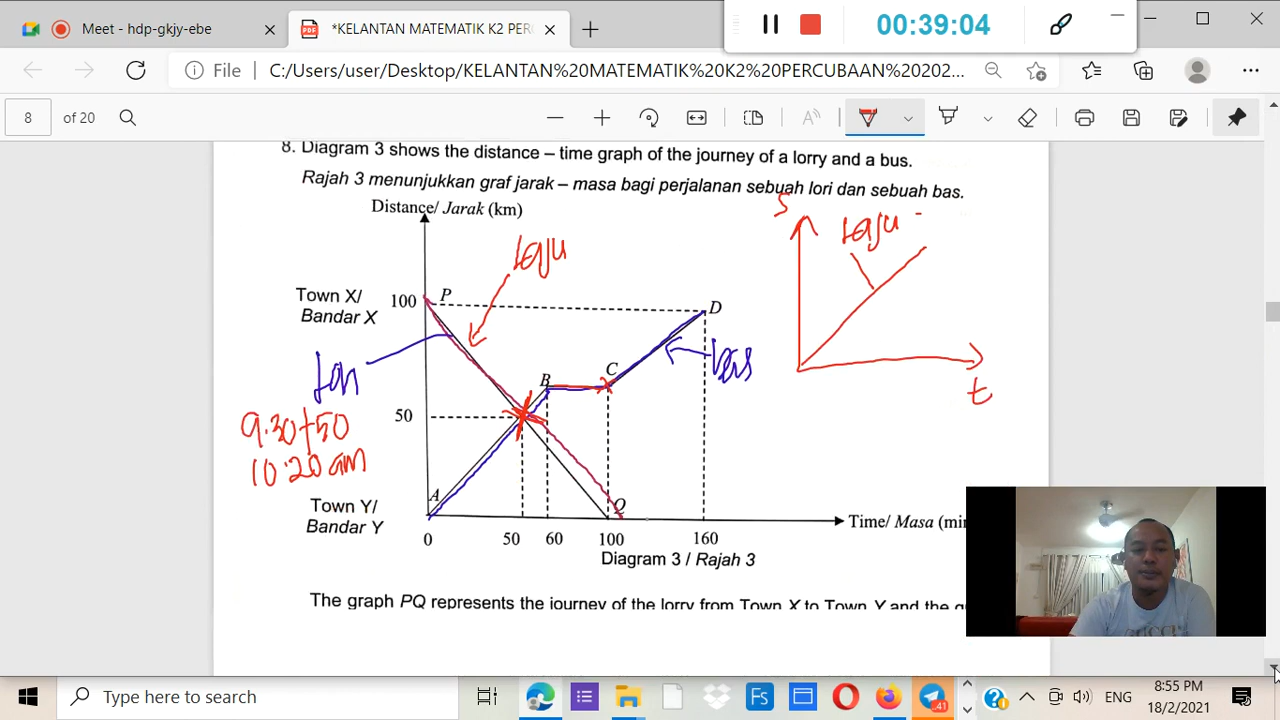 Meet - hdp-gkjy-ebe
*KELANTAN MATEMATIK K2 PER
00:39:04
File
C:/Users/user/Desktop/KELANTAN%20MATEMATIK%20K2%20PERCUBAAN%20202...
8 of 20
8. Diagram 3 shows the distance – time graph of the journey of a lorry and a bus.
Rajah 3 menunjukkan graf jarak – masa bagi perjalanan sebuah lori dan sebuah bas.
Distance/ Jarak (km)
s
laju
laju
Town X/
Bandar X
100
P
D
C
B
bas
lori
t
50
9.30+50
10.20 am
A
Q
Town Y/
Bandar Y
Time/ Masa (min
0 50 60 100 160
Diagram 3 / Rajah 3
The graph PQ represents the journey of the lorry from Town X to Town Y and the g
Type here to search
Fs
41
ENG
8:55 PM
18/2/2021